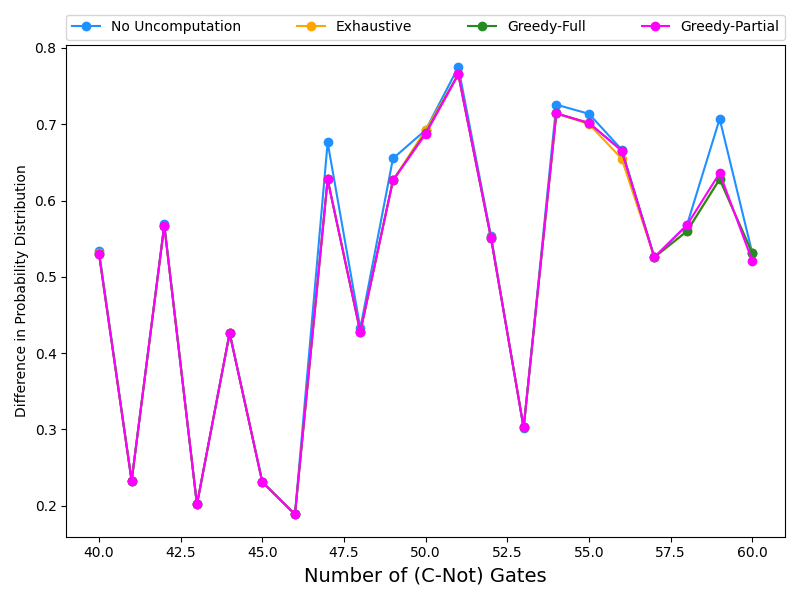 No Uncomputation Exhaustive Greedy-Full Greedy-Partial
0.8
0.7
0.6
0.5
0.4
0.3
0.2
Difference in Probability Distribution
40.0 42.5 45.0 47.5 50.0 52.5 55.0 57.5 60.0
Number of (C-Not) Gates